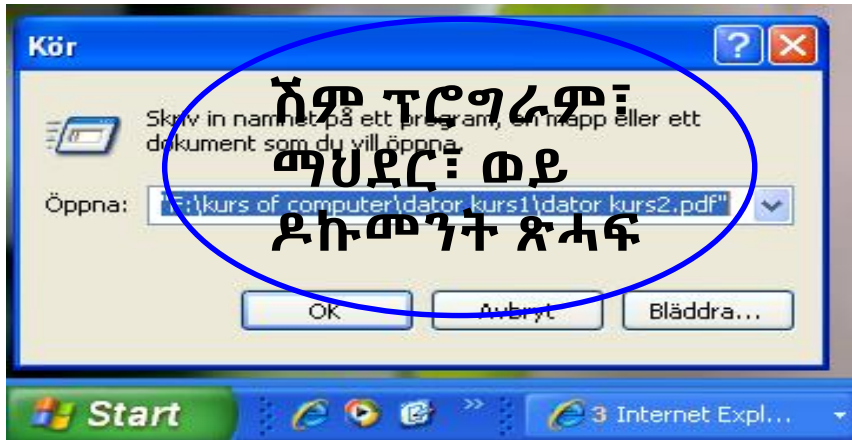 Kör
ሽም ፕሮግራም፣
Skriv in namnet på ett program, en mapp eller ett
dokument som du vill öppna.
ማህደር፣ ወይ
Öppna:
"E:\kurs of computer\dator kurs1\dator kurs2.pdf"
ዶኩመንት ጽሓፍ
OK
Avbryt
Bläddra...
Start
3 Internet Expl...